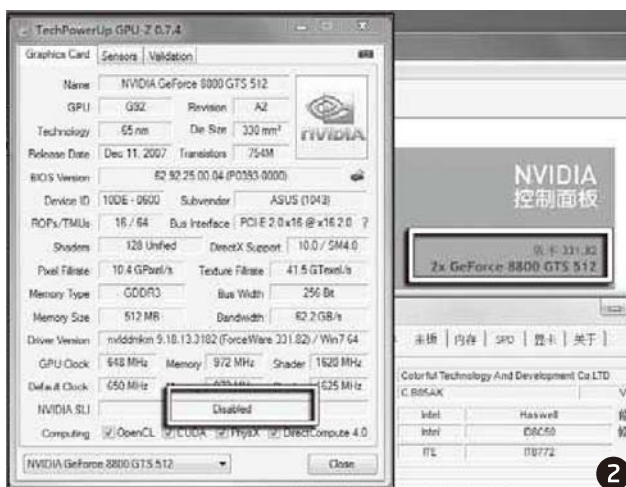 TechPowerUp GPU-Z 0.7.4
Graphics Card Sensors Validation
Name NVIDIA GeForce 8800 GTS 512
GPU G92 Revision A2
Technology 65 nm Die Size 330 mm²
Release Date Dec 11, 2007 Transistors 754M
BIOS Version 62.92.25.00.04 (P0393-0000)
Device ID 10DE - 0600 Subvendor ASUS (1043)
ROPs/TMUs 16 / 64 Bus Interface PCI-E 2.0 x16 @ x16 2.0 ?
Shaders 128 Unified DirectX Support 10.0 / SM4.0
Pixel Fillrate 10.4 GPixel/s Texture Fillrate 41.5 GTexel/s
Memory Type GDDR3 Bus Width 256 Bit
Memory Size 512 MB Bandwidth 62.2 GB/s
Driver Version nvlddmkm 9.18.13.3182 (ForceWare 331.82) / Win7 64
GPU Clock 648 MHz Memory 972 MHz Shader 1620 MHz
Default Clock 650 MHz 1625 MHz
NVIDIA SLI Disabled
Computing OpenCL CUDA PhysX DirectCompute 4.0
NVIDIA GeForce 8800 GTS 512 Close
nVIDIA
NVIDIA
控制面板
331.82
2x GeForce 8800 GTS 512
主板 内存 SPD 显卡 关于
Colorful Technology And Development Co.LTD
Intel Haswell
Intel
ITE IT8772
2